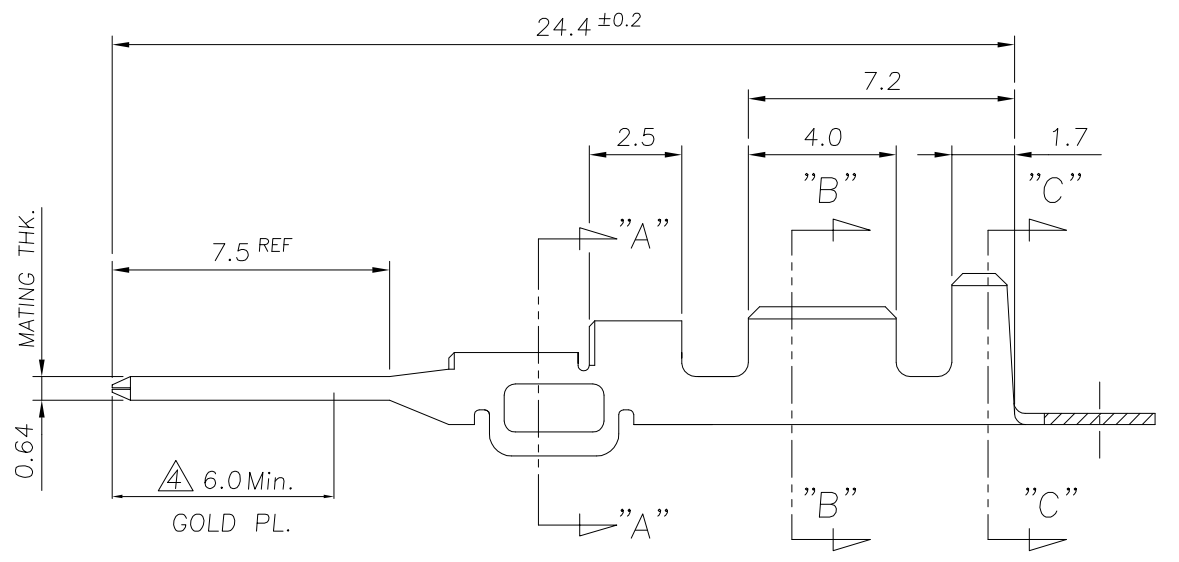 24.4 ±0.2
7.2
2.5
4.0
1.7
"B"
"C"
"A"
7.5 REF
MATING THK.
0.64
4 6.0 Min.
GOLD PL.
"A"
"B"
"C"